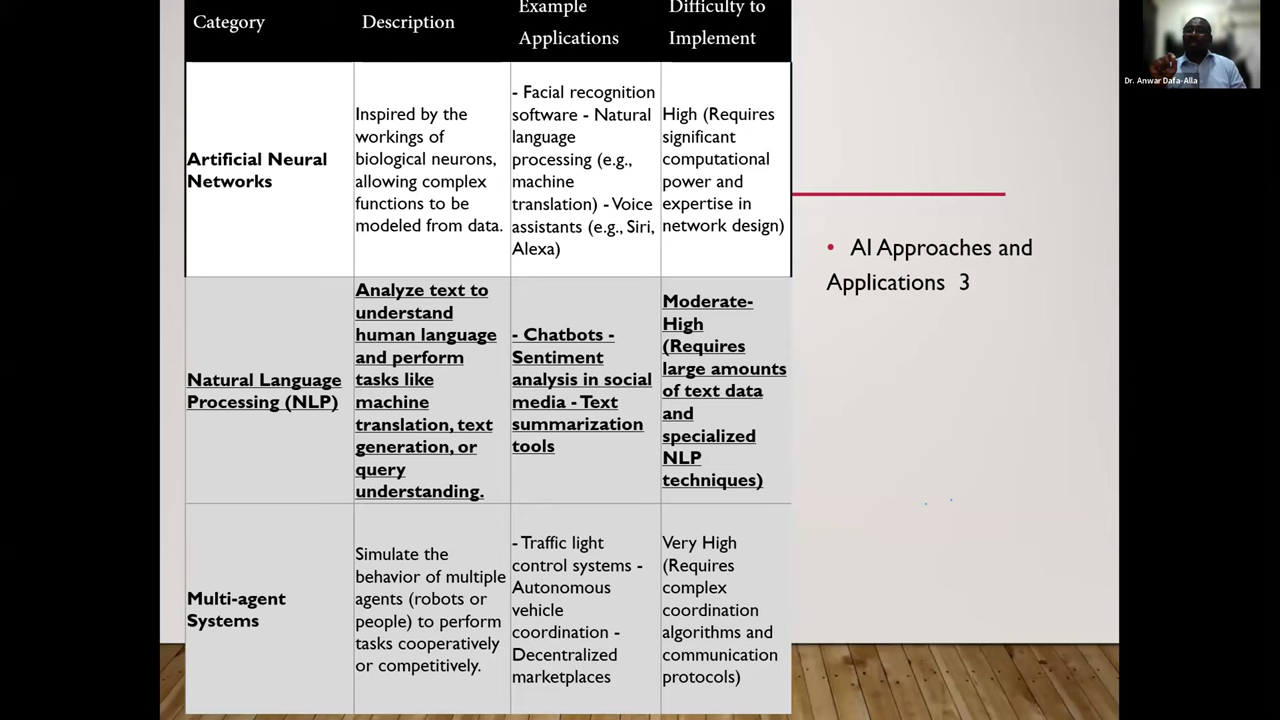 Category
Description
Example
Applications
Difficulty to
Implement
Artificial Neural
Networks
Inspired by the
workings of
biological neurons,
allowing complex
functions to be
modeled from data.
- Facial recognition
software - Natural
language
processing (e.g.,
machine
translation) - Voice
assistants (e.g., Siri,
Alexa)
High (Requires
significant
computational
power and
expertise in
network design)
Natural Language
Processing (NLP)
Analyze text to
understand
human language
and perform
tasks like
machine
translation, text
generation, or
query
understanding.
- Chatbots -
Sentiment
analysis in social
media - Text
summarization
tools
Moderate-
High
(Requires
large amounts
of text data
and
specialized
NLP
techniques)
Multi-agent
Systems
Simulate the
behavior of multiple
agents (robots or
people) to perform
tasks cooperatively
or competitively.
- Traffic light
control systems -
Autonomous
vehicle
coordination -
Decentralized
marketplaces
Very High
(Requires
complex
coordination
algorithms and
communication
protocols)
• AI Approaches and
Applications 3
Dr. Anwar Dafa-Alla